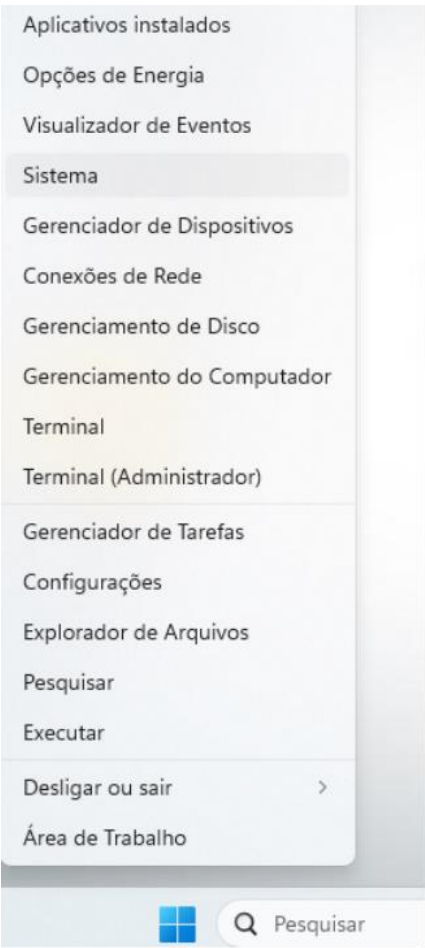 Aplicativos instalados
Opções de Energia
Visualizador de Eventos
Sistema
Gerenciador de Dispositivos
Conexões de Rede
Gerenciamento de Disco
Gerenciamento do Computador
Terminal
Terminal (Administrador)
Gerenciador de Tarefas
Configurações
Explorador de Arquivos
Pesquisar
Executar
Desligar ou sair
Área de Trabalho
Pesquisar